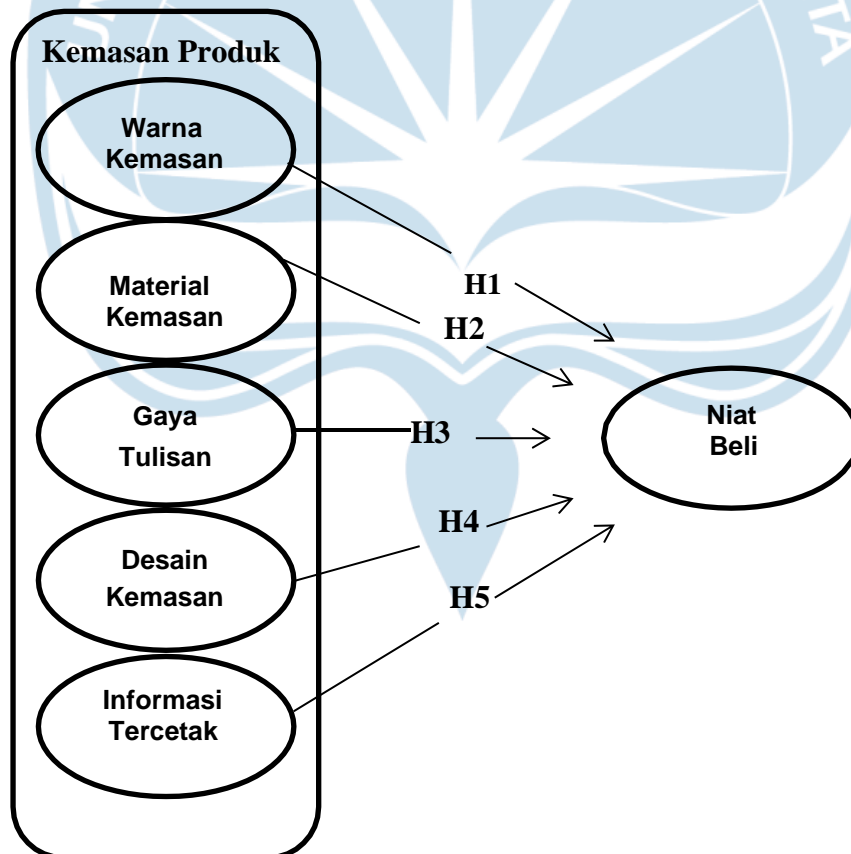 Kemasan Produk
Warna
Kemasan
Material
Kemasan
Gaya
Tulisan
Desain
Kemasan
Informasi
Tercetak
H1
H2
H3
H4
H5
Niat
Beli
TA